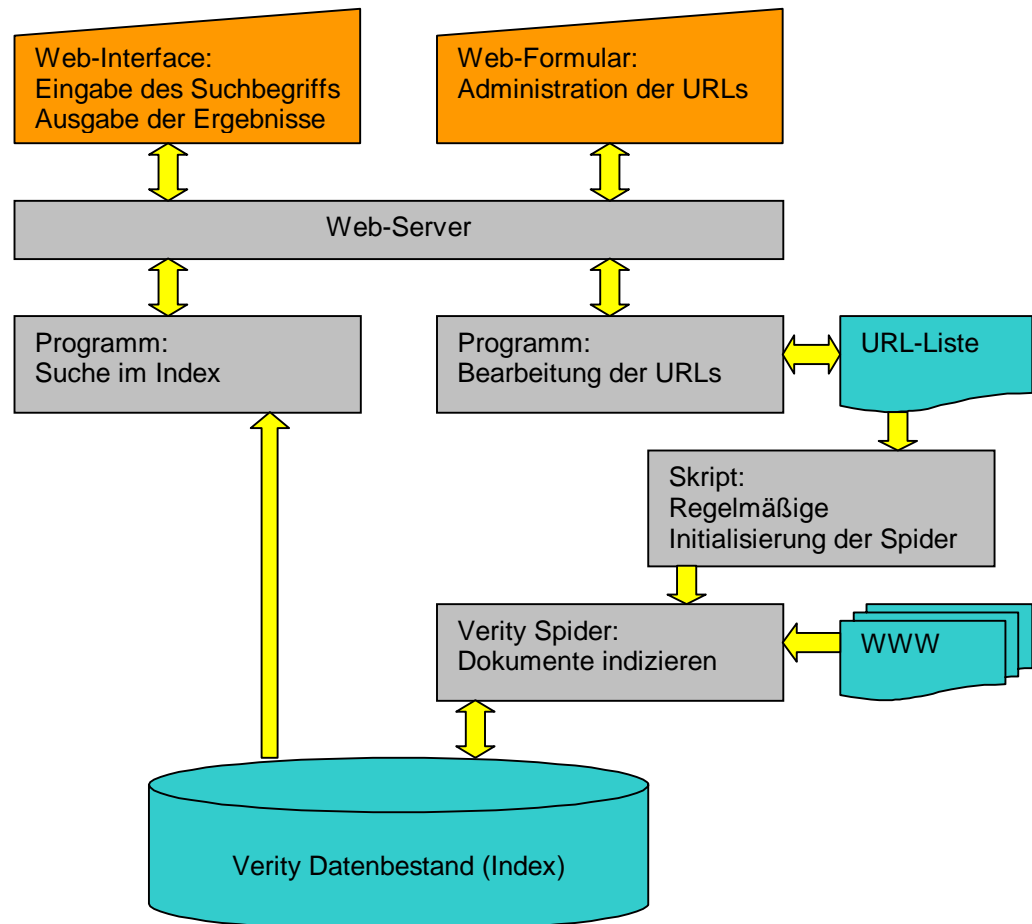 Web-Interface:
Eingabe des Suchbegriffs
Ausgabe der Ergebnisse
Web-Formular:
Administration der URLs
Web-Server
Programm:
Suche im Index
Programm:
Bearbeitung der URLs
URL-Liste
Skript:
Regelmäßige
Initialisierung der Spider
Verity Spider:
Dokumente indizieren
WWW
Verity Datenbestand (Index)